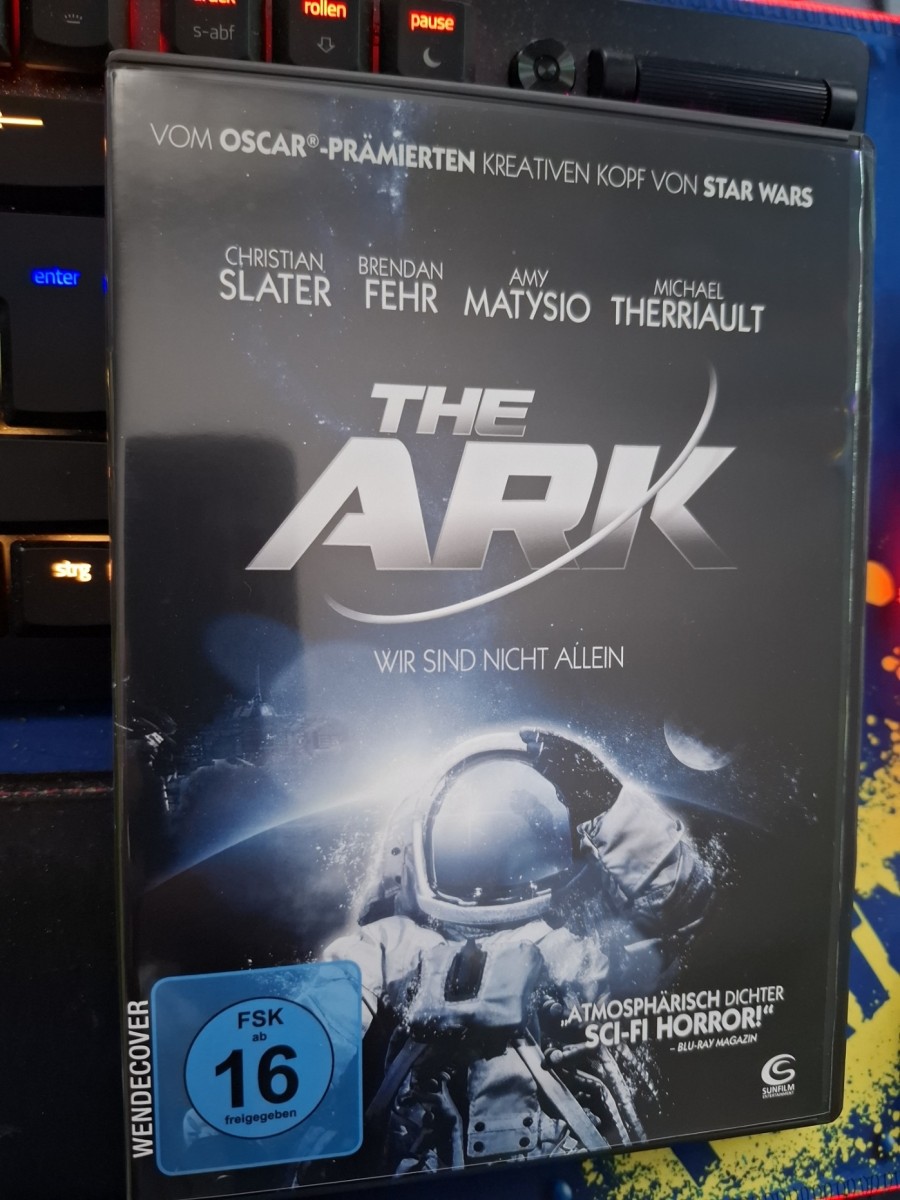 rollen
s-abf
pause
enter
strg
VOM OSCAR®-PRÄMIERTEN KREATIVEN KOPF VON STAR WARS
CHRISTIAN SLATER
BRENDAN FEHR
AMY MATYSIO
MICHAEL THERRIAULT
THE
ARK
WIR SIND NICHT ALLEIN
„ATMOSPHÄRISCH DICHTER
SCI-FI HORROR!“
– BLU-RAY MAGAZIN
SUNFILM
ENTERTAINMENT
WENDECOVER
FSK
ab
16
freigegeben